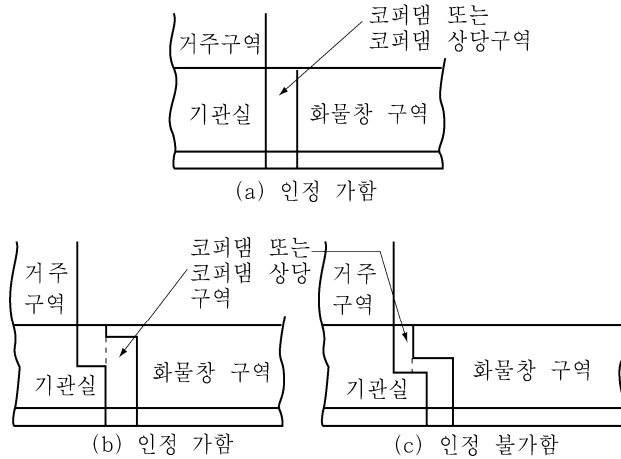 코퍼댐 또는
코퍼댐 상당구역
거주구역
기관실
화물창 구역
(a) 인정 가함
코퍼댐 또는
코퍼댐 상당
구역
거주
구역
기관실
화물창 구역
(b) 인정 가함
거주
구역
기관실
화물창 구역
(c) 인정 불가함